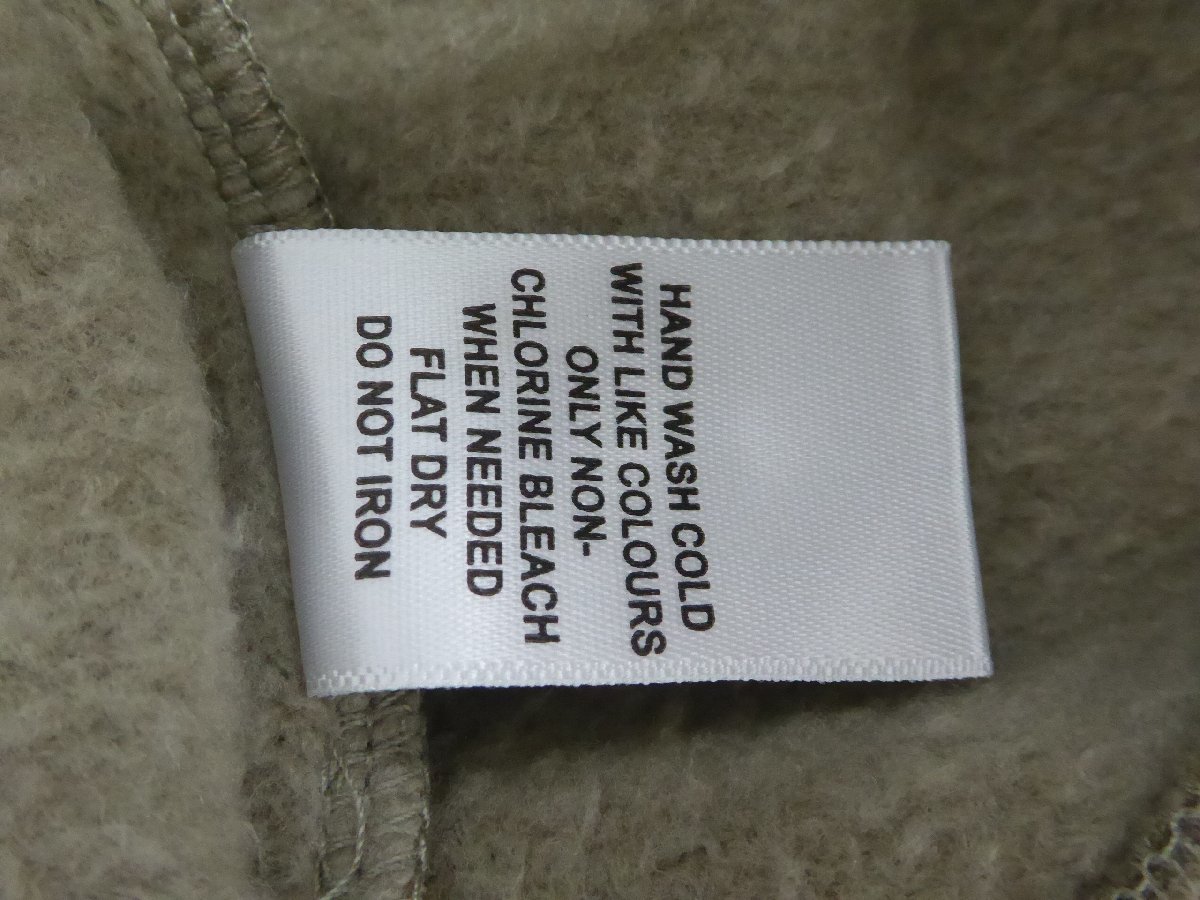 HAND WASH COLD
WITH LIKE COLOURS
ONLY NON-
CHLORINE BLEACH
WHEN NEEDED
FLAT DRY
DO NOT IRON